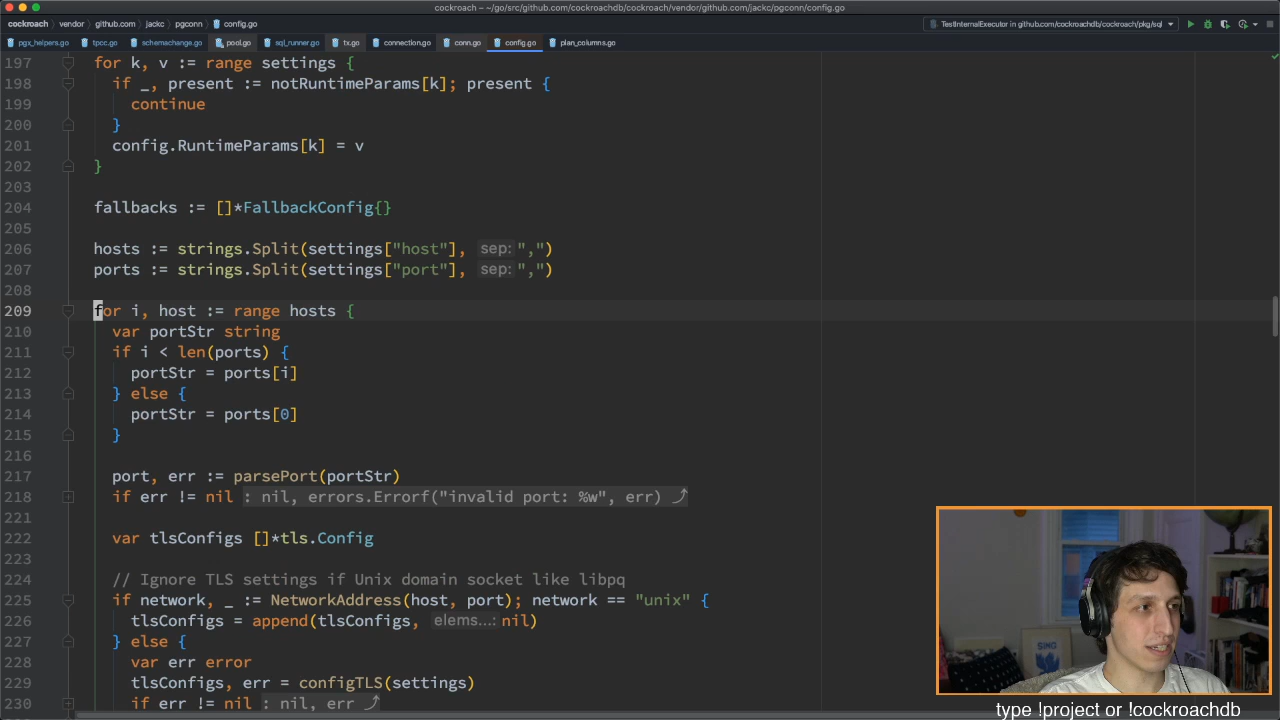 cockroach – ~/go/src/github.com/cockroachdb/cockroach/vendor/github.com/jackc/pgconn/config.go
cockroach › vendor › github.com › jackc › pgconn › config.go
TestInternalExecutor in github.com/cockroachdb/cockroach/pkg/sql
pgx_helpers.go tpcc.go schemachange.go pool.go sql_runner.go tx.go connection.go conn.go config.go plan_columns.go
197 for k, v := range settings {
198 if _, present := notRuntimeParams[k]; present {
199 continue
200 }
201 config.RuntimeParams[k] = v
202 }
203
204 fallbacks := []*FallbackConfig{}
205
206 hosts := strings.Split(settings["host"], sep: ",")
207 ports := strings.Split(settings["port"], sep: ",")
208
209 for i, host := range hosts {
210 var portStr string
211 if i < len(ports) {
212 portStr = ports[i]
213 } else {
214 portStr = ports[0]
215 }
216
217 port, err := parsePort(portStr)
218 if err != nil : nil, errors.Errorf("invalid port: %w", err)
221
222 var tlsConfigs []*tls.Config
223
224 // Ignore TLS settings if Unix domain socket like libpq
225 if network, _ := NetworkAddress(host, port); network == "unix" {
226 tlsConfigs = append(tlsConfigs, elems...: nil)
227 } else {
228 var err error
229 tlsConfigs, err = configTLS(settings)
230 if err != nil : nil, err
SING
type !project or !cockroachdb